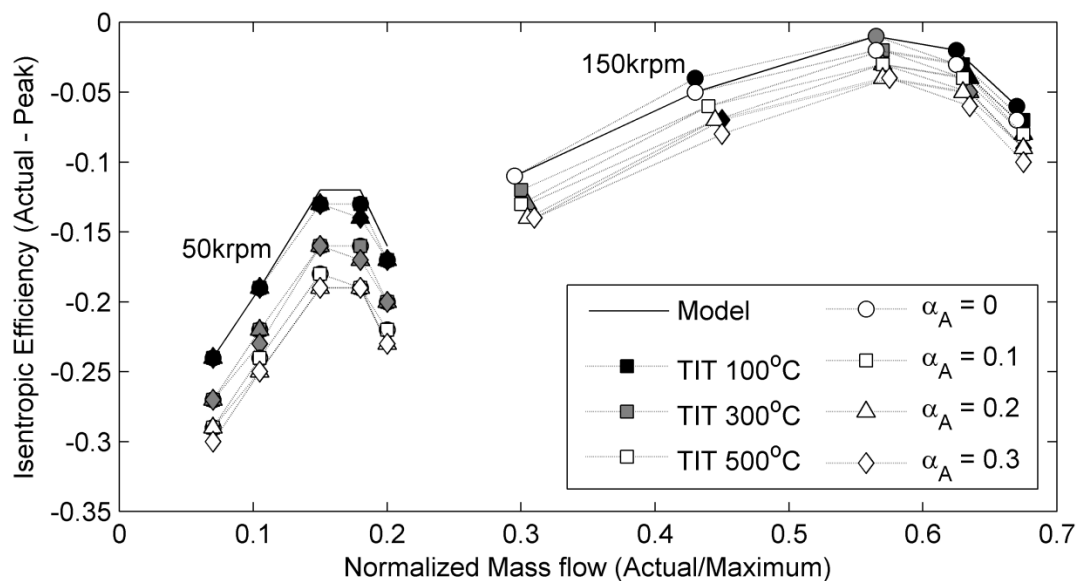 Isentropic Efficiency (Actual - Peak)
0
-0.05
-0.1
-0.15
-0.2
-0.25
-0.3
-0.35
150krpm
50krpm
Model
TIT 100°C
TIT 300°C
TIT 500°C
α_A = 0
α_A = 0.1
α_A = 0.2
α_A = 0.3
0 0.1 0.2 0.3 0.4 0.5 0.6 0.7
Normalized Mass flow (Actual/Maximum)